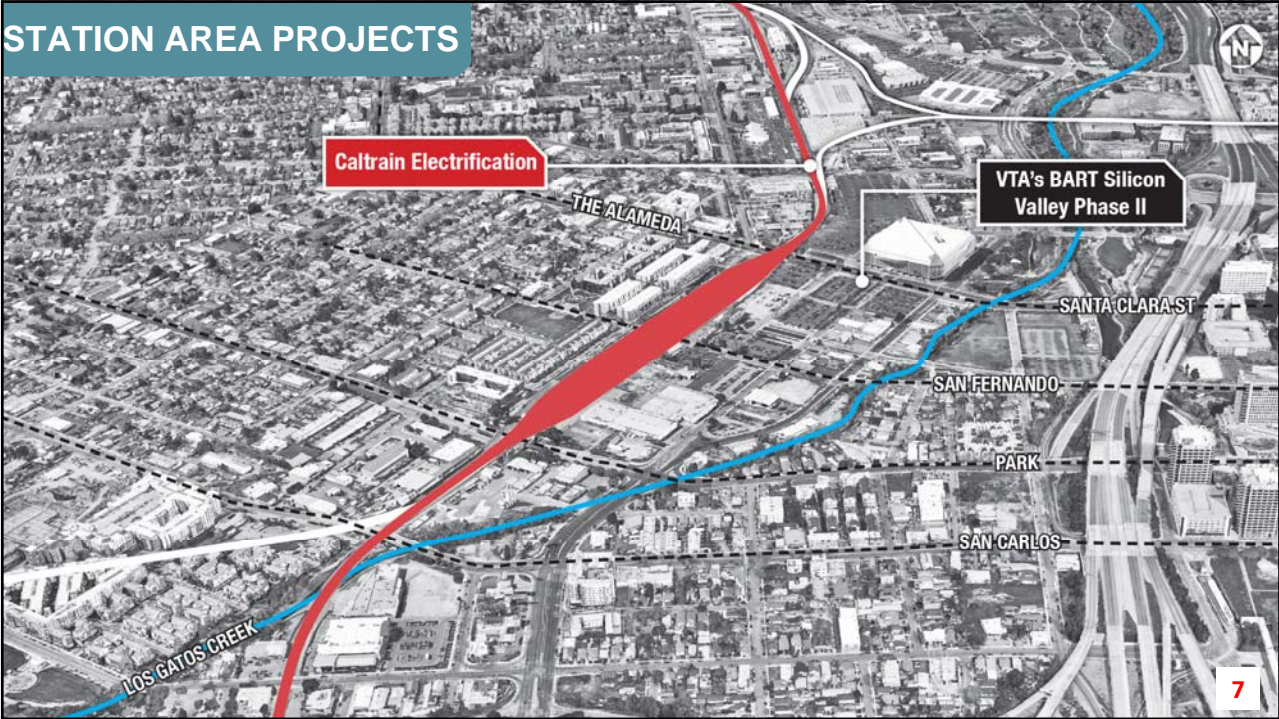 STATION AREA PROJECTS
N
Caltrain Electrification
VTA's BART Silicon
Valley Phase II
THE ALAMEDA
SANTA CLARA ST
SAN FERNANDO
PARK
SAN CARLOS
LOS GATOS CREEK
7